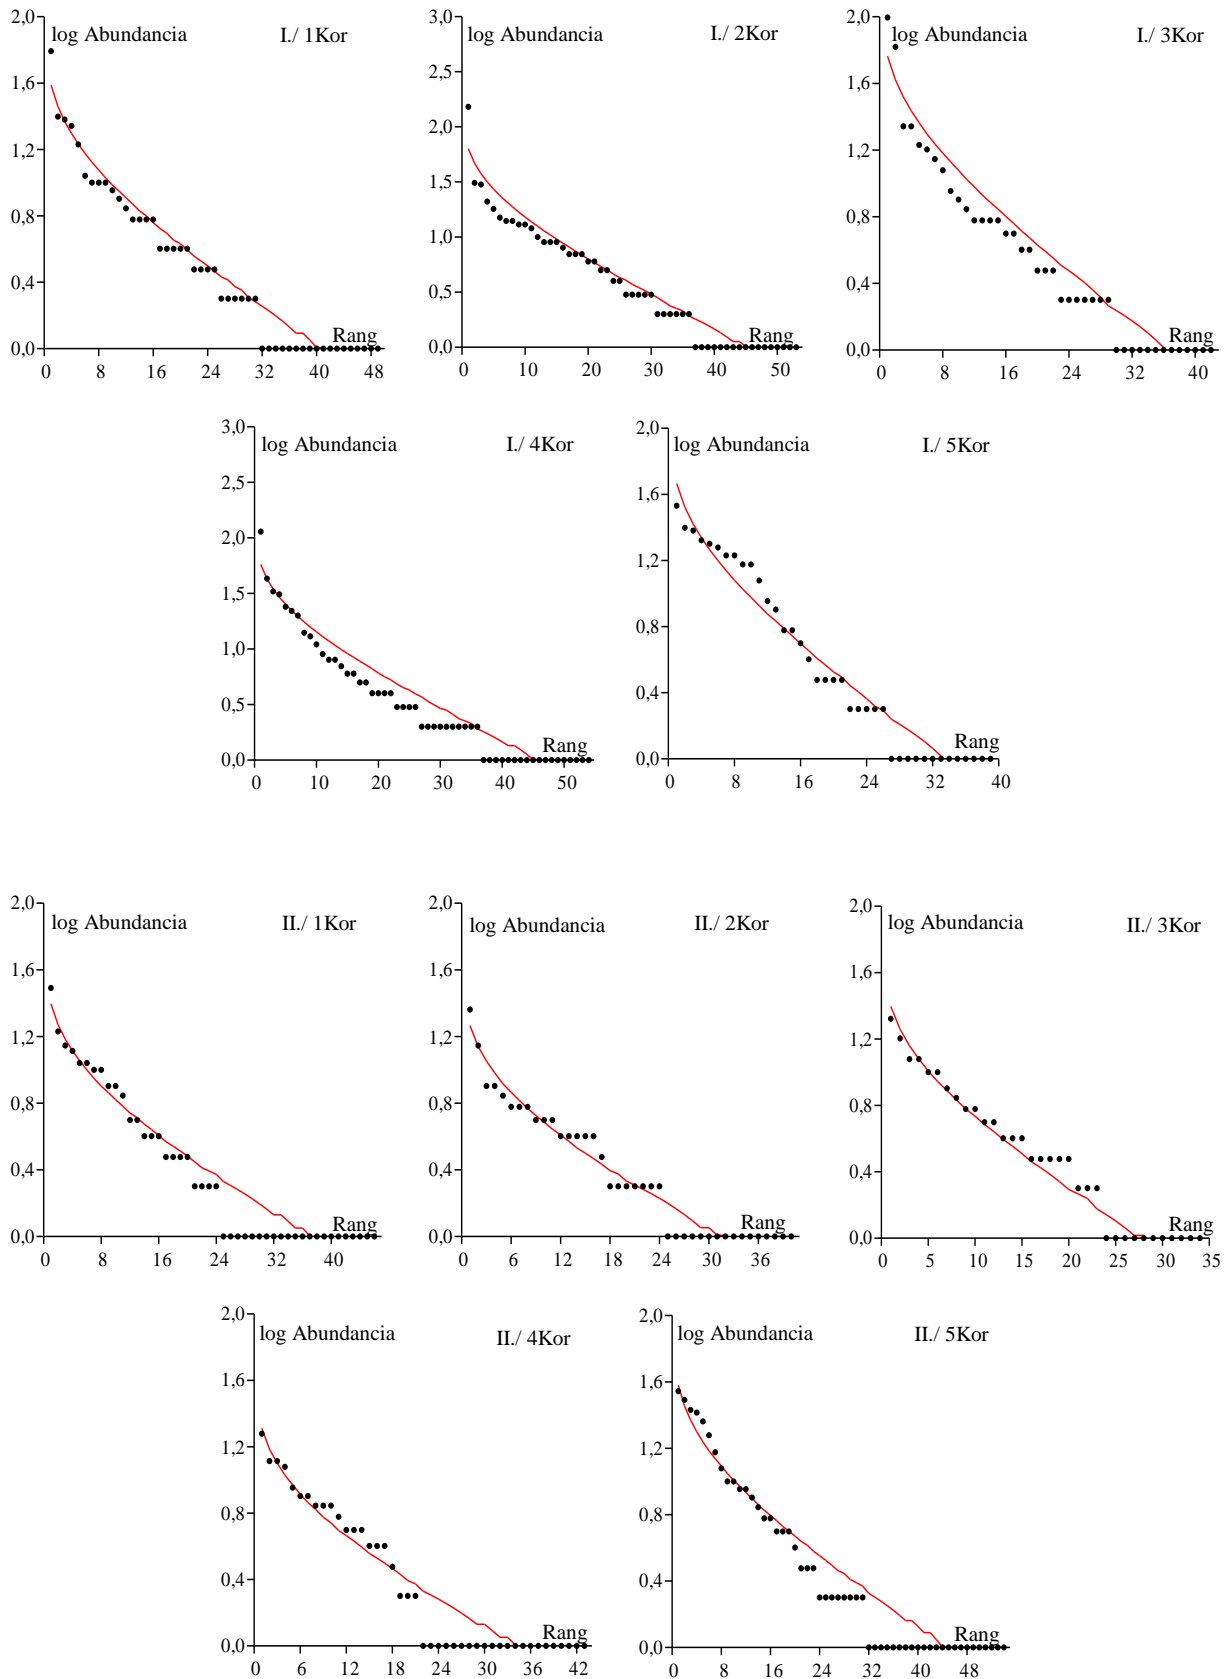 log Abundancia I./ 1Kor
2,0
1,6
1,2
0,8
0,4
0,0
Rang
0 8 16 24 32 40 48
log Abundancia I./ 2Kor
3,0
2,5
2,0
1,5
1,0
0,5
0,0
Rang
0 10 20 30 40 50
log Abundancia I./ 3Kor
2,0
1,6
1,2
0,8
0,4
0,0
Rang
0 8 16 24 32 40
log Abundancia I./ 4Kor
3,0
2,5
2,0
1,5
1,0
0,5
0,0
Rang
0 10 20 30 40 50
log Abundancia I./ 5Kor
2,0
1,6
1,2
0,8
0,4
0,0
Rang
0 8 16 24 32 40
log Abundancia II./ 1Kor
2,0
1,6
1,2
0,8
0,4
0,0
Rang
0 8 16 24 32 40
log Abundancia II./ 2Kor
2,0
1,6
1,2
0,8
0,4
0,0
Rang
0 6 12 18 24 30 36
log Abundancia II./ 3Kor
2,0
1,6
1,2
0,8
0,4
0,0
Rang
0 5 10 15 20 25 30 35
log Abundancia II./ 4Kor
2,0
1,6
1,2
0,8
0,4
0,0
Rang
0 6 12 18 24 30 36 42
log Abundancia II./ 5Kor
2,0
1,6
1,2
0,8
0,4
0,0
Rang
0 8 16 24 32 40 48